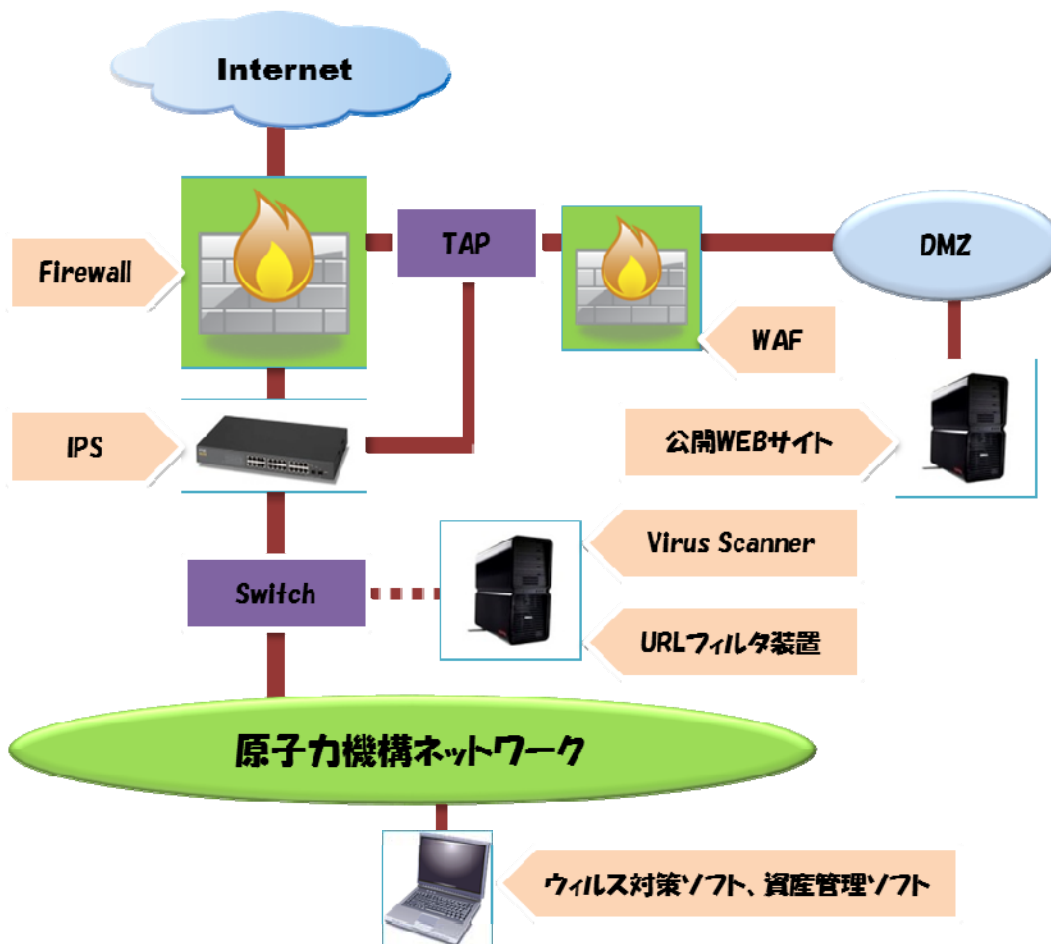 Internet
Firewall
TAP
DMZ
WAF
IPS
公開WEBサイト
Virus Scanner
Switch
URLフィルタ装置
原子力機構ネットワーク
ウィルス対策ソフト、資産管理ソフト